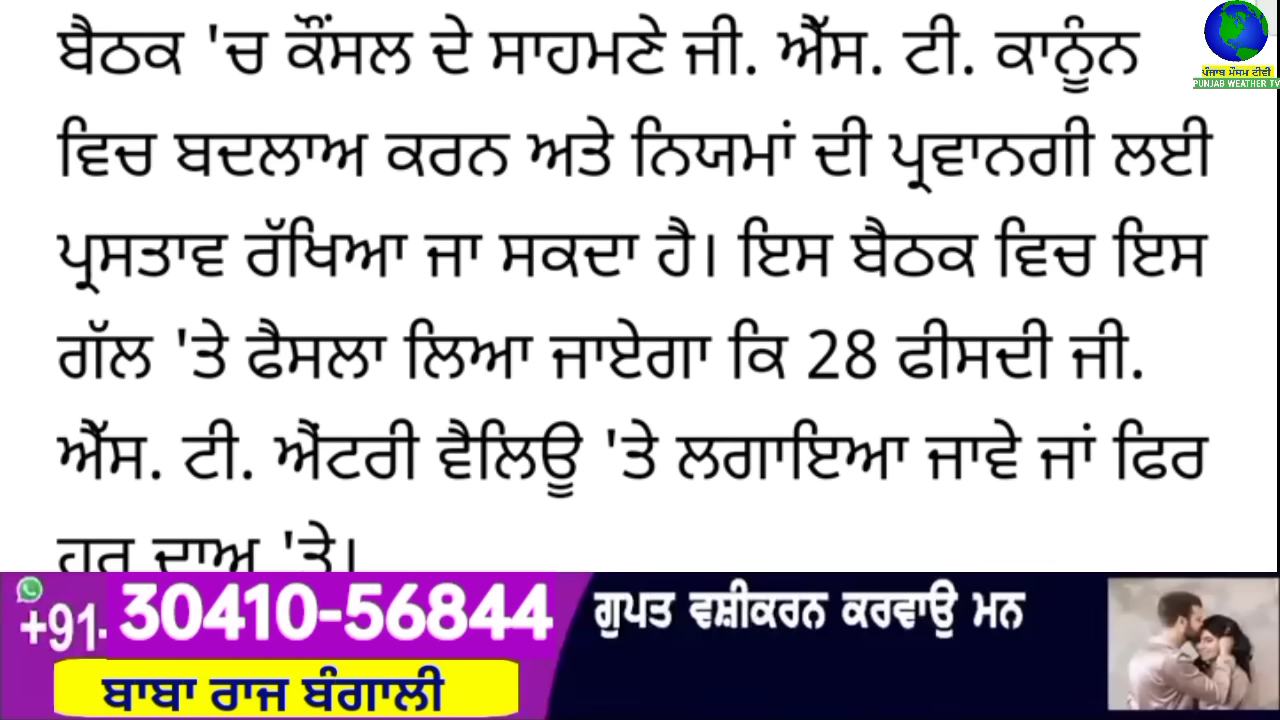 ਬੈਠਕ 'ਚ ਕੌਂਸਲ ਦੇ ਸਾਹਮਣੇ ਜੀ. ਐੱਸ. ਟੀ. ਕਾਨੂੰਨ
ਵਿਚ ਬਦਲਾਅ ਕਰਨ ਅਤੇ ਨਿਯਮਾਂ ਦੀ ਪ੍ਰਵਾਨਗੀ ਲਈ
ਪ੍ਰਸਤਾਵ ਰੱਖਿਆ ਜਾ ਸਕਦਾ ਹੈ। ਇਸ ਬੈਠਕ ਵਿਚ ਇਸ
ਗੱਲ 'ਤੇ ਫੈਸਲਾ ਲਿਆ ਜਾਏਗਾ ਕਿ 28 ਫੀਸਦੀ ਜੀ.
ਐੱਸ. ਟੀ. ਐਂਟਰੀ ਵੈਲਿਊ 'ਤੇ ਲਗਾਇਆ ਜਾਵੇ ਜਾਂ ਫਿਰ
ਹਰ ਦਾਅ 'ਤੇ।
ਪੰਜਾਬ ਮੌਸਮ ਟੀਵੀ
PUNJAB WEATHER TV
+91- 30410-56844
ਬਾਬਾ ਰਾਜ ਬੰਗਾਲੀ
ਗੁਪਤ ਵਸ਼ੀਕਰਨ ਕਰਵਾਉ ਮਨ